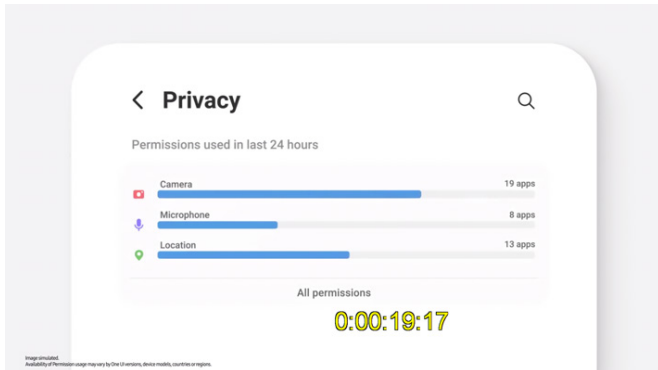 Privacy
Permissions used in last 24 hours
Camera 19 apps
Microphone 8 apps
Location 13 apps
All permissions
0:00:19:17
Image simulated.
Availability of Permission usage may vary by One UI versions, device models, countries or regions.